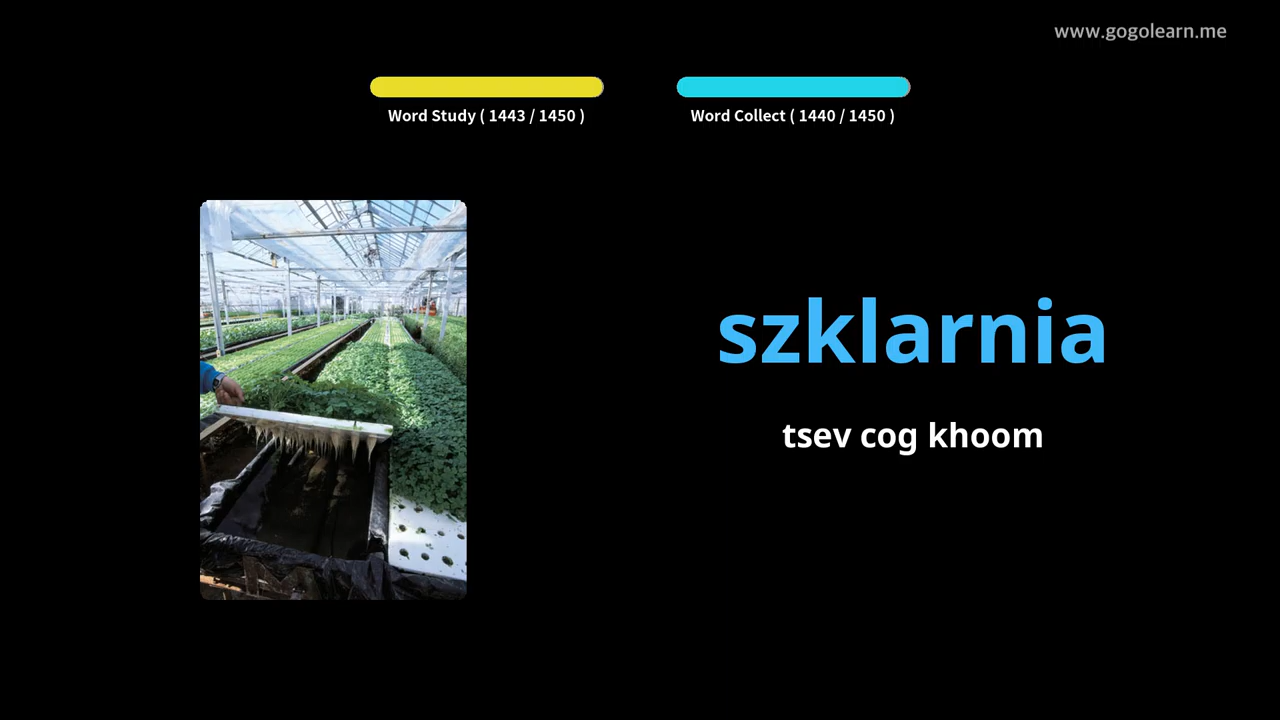 www.gogolearn.me
Word Study ( 1443 / 1450 )
Word Collect ( 1440 / 1450 )
szklarnia
tsev cog khoom